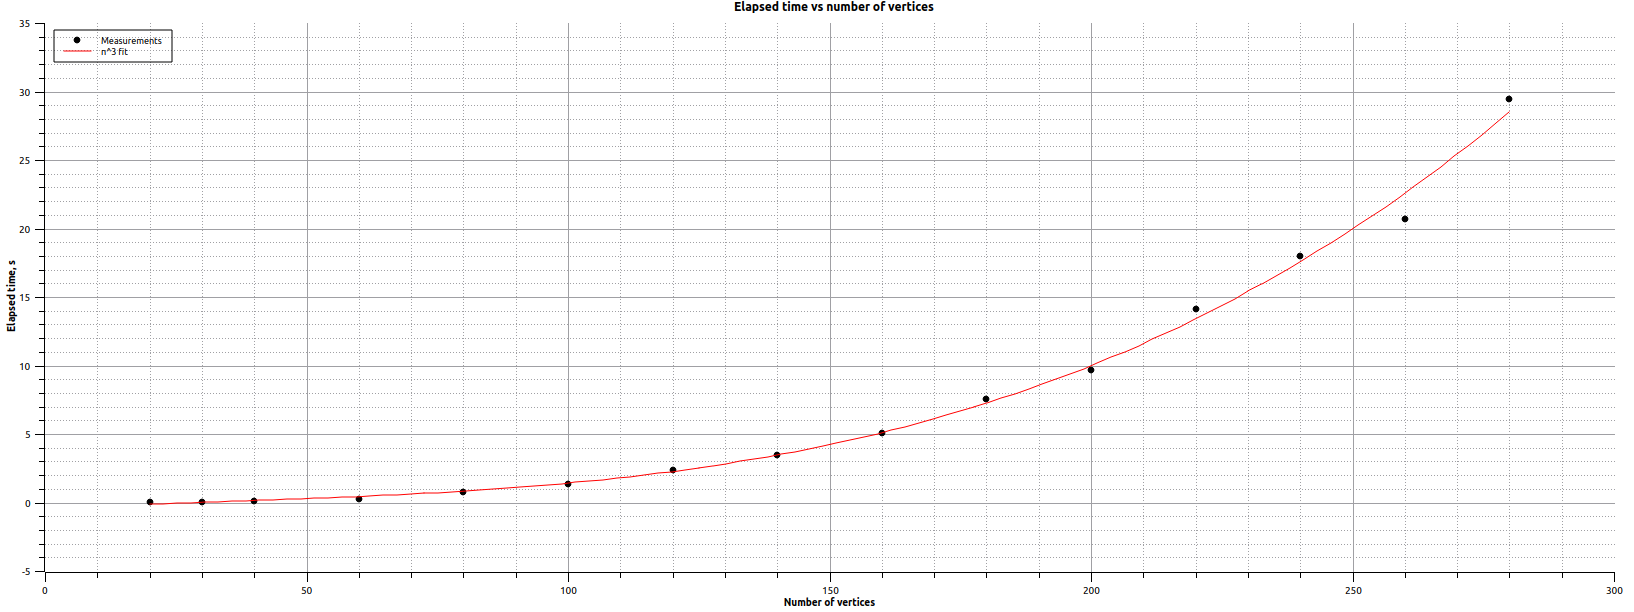 Elapsed time vs number of vertices
35
Measurements
n^3 fit
30
25
20
Elapsed time, s
15
10
5
0
-5
0 50 100 150 200 250 300
Number of vertices